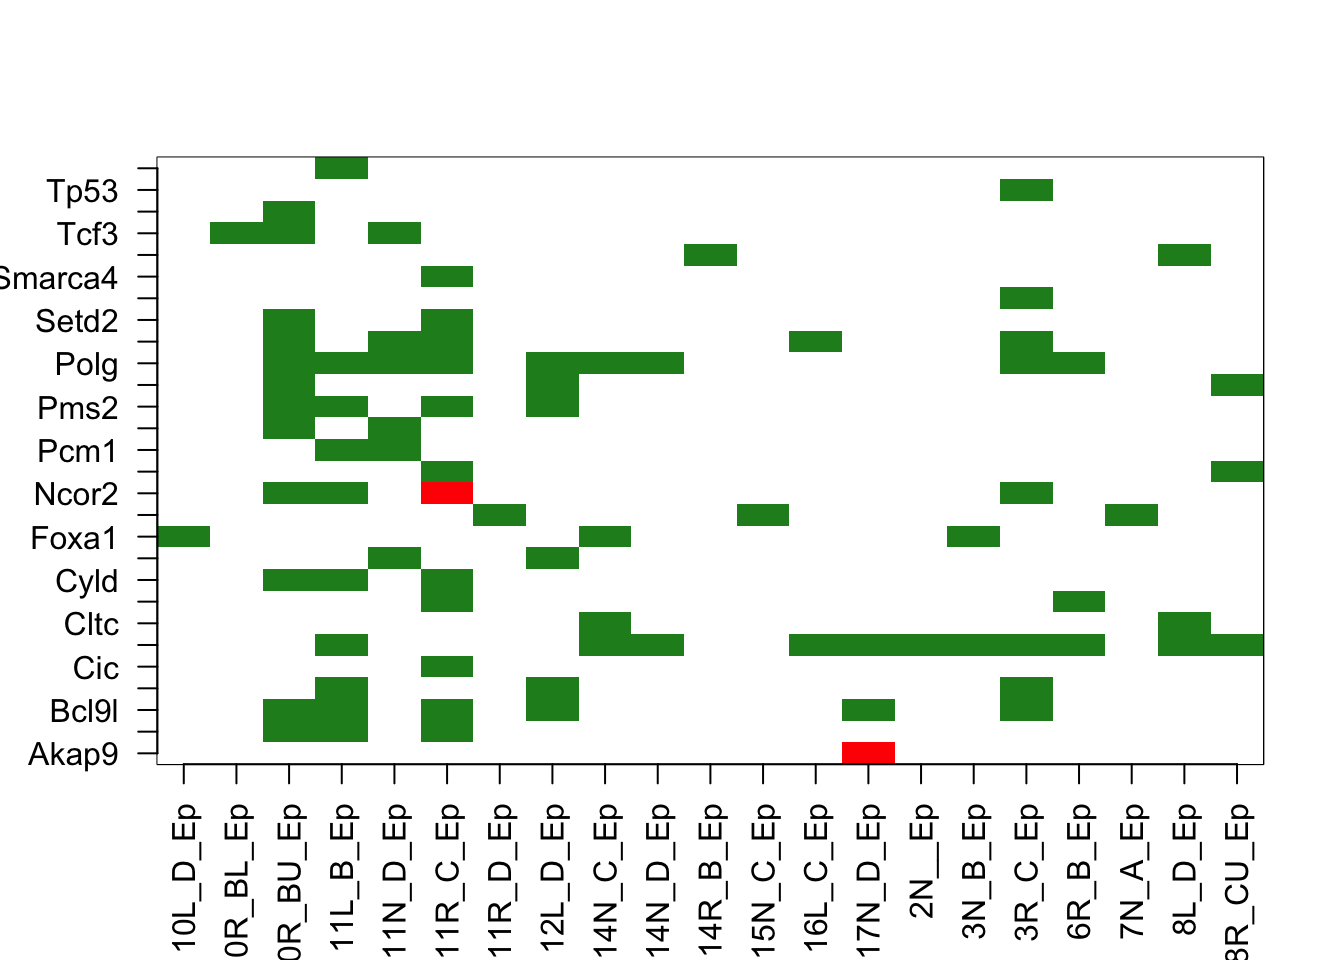 Tp53
Tcf3
Smarca4
Setd2
Polg
Pms2
Pcm1
Ncor2
Foxa1
Cyld
Cltc
Cic
Bcl9l
Akap9
10L_D_Ep
0R_BL_Ep
0R_BU_Ep
11L_B_Ep
11N_D_Ep
11R_C_Ep
11R_D_Ep
12L_D_Ep
14N_C_Ep
14N_D_Ep
14R_B_Ep
15N_C_Ep
16L_C_Ep
17N_D_Ep
2N__Ep
3N_B_Ep
3R_C_Ep
6R_B_Ep
7N_A_Ep
8L_D_Ep
8R_CU_Ep